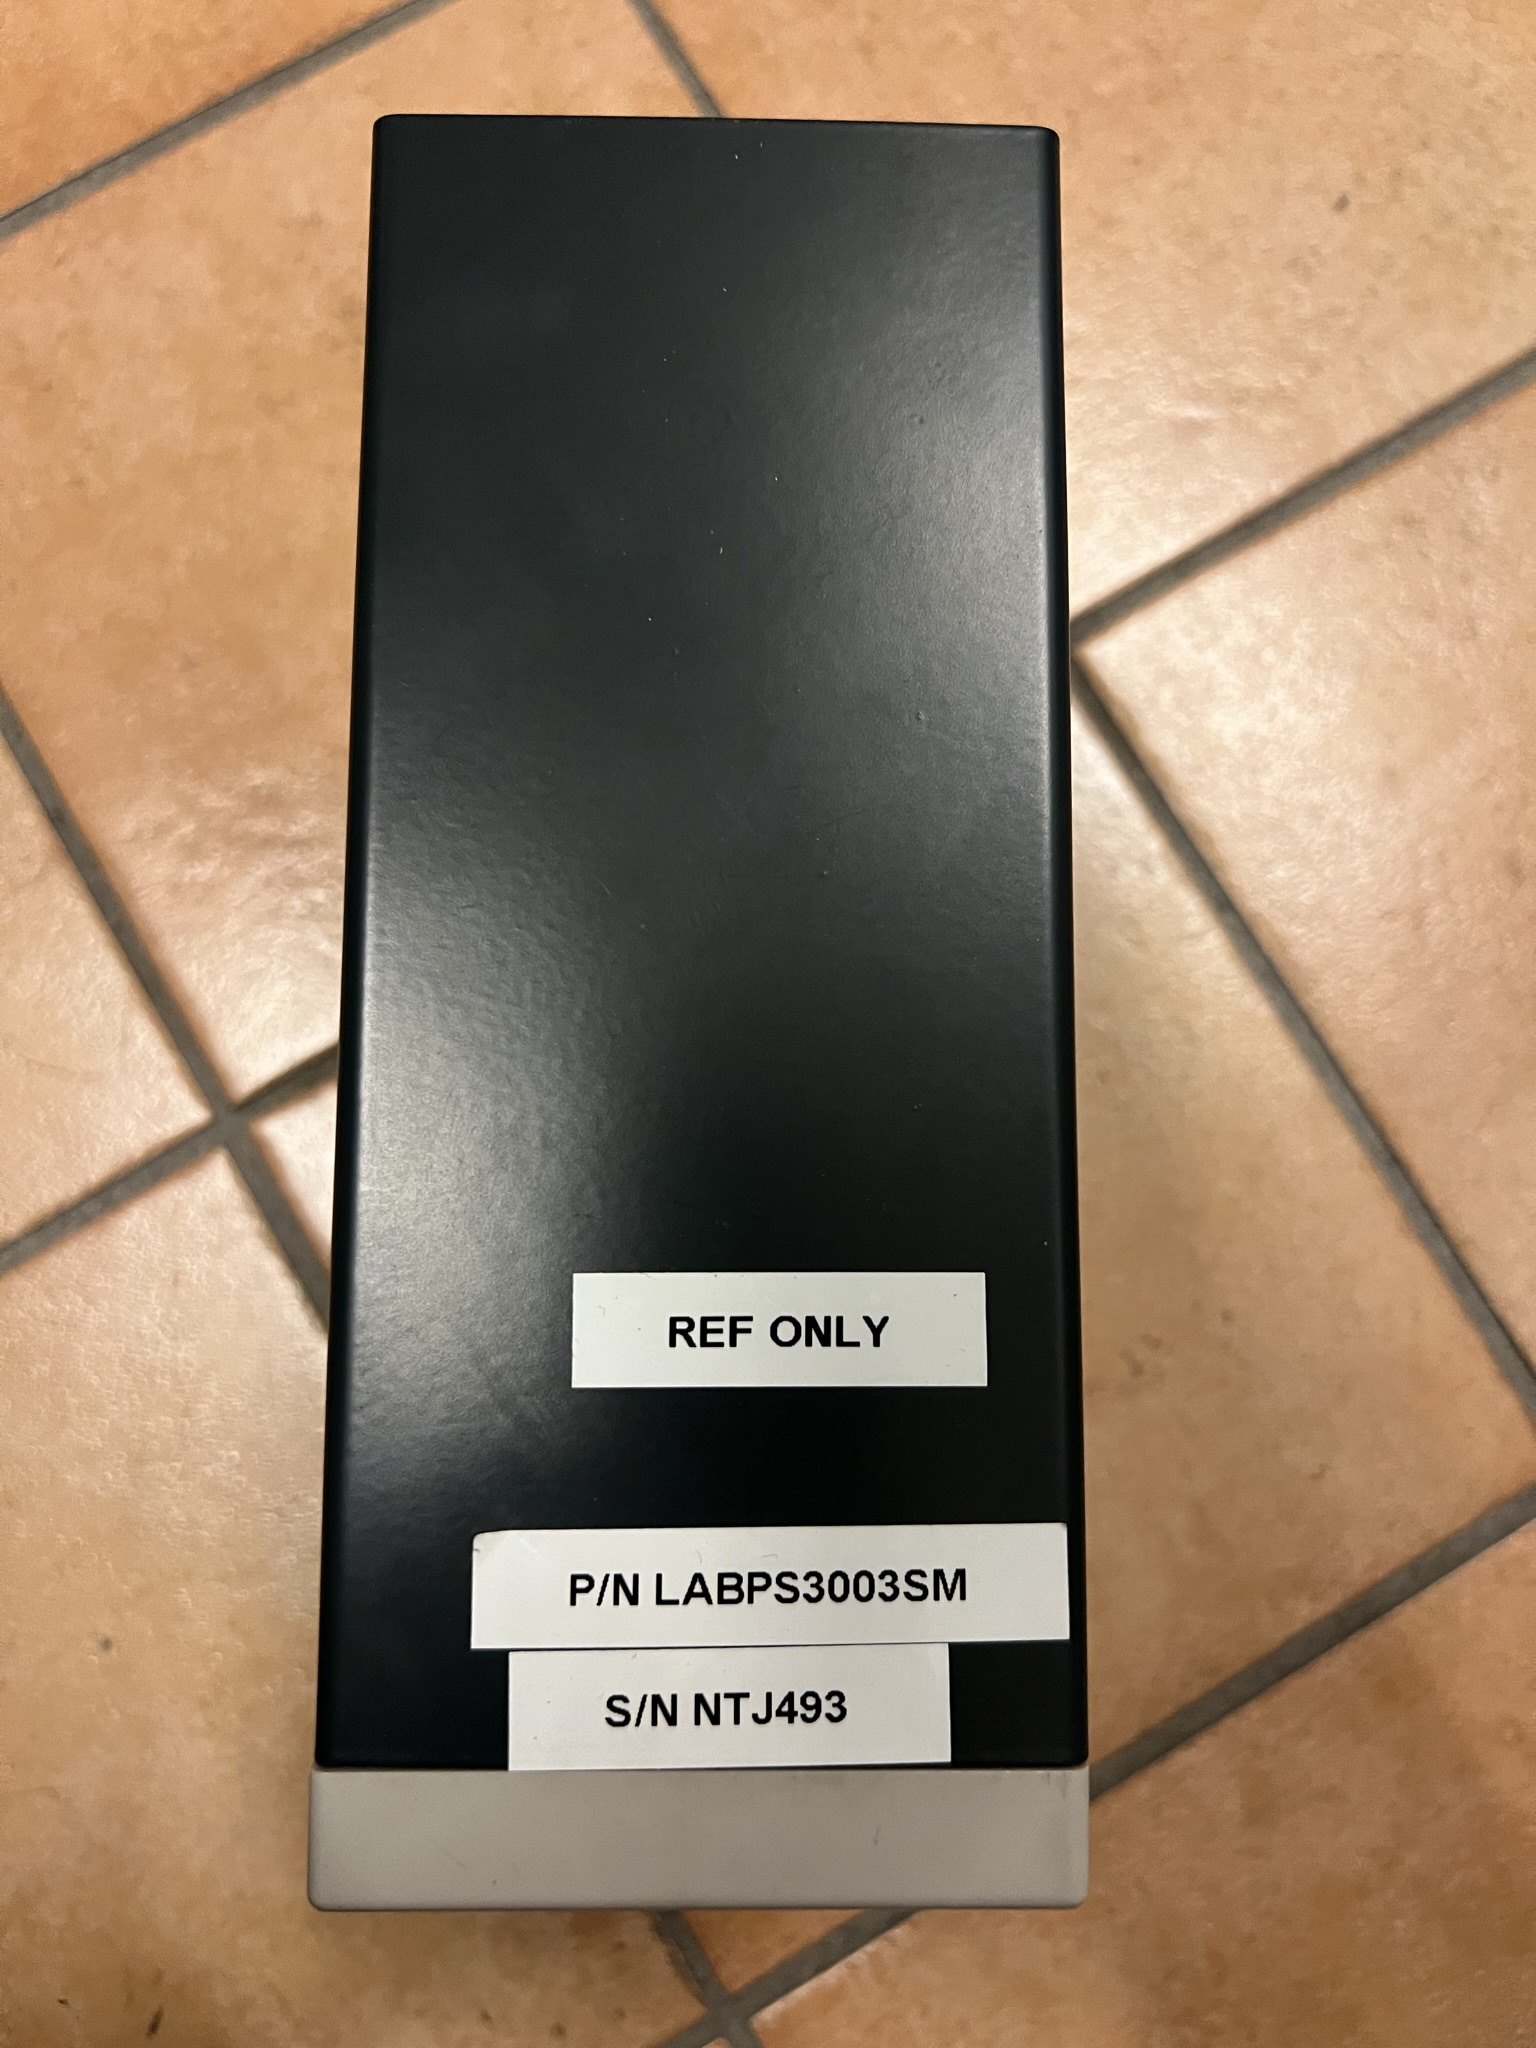 REF ONLY
P/N LABPS3003SM
S/N NTJ493